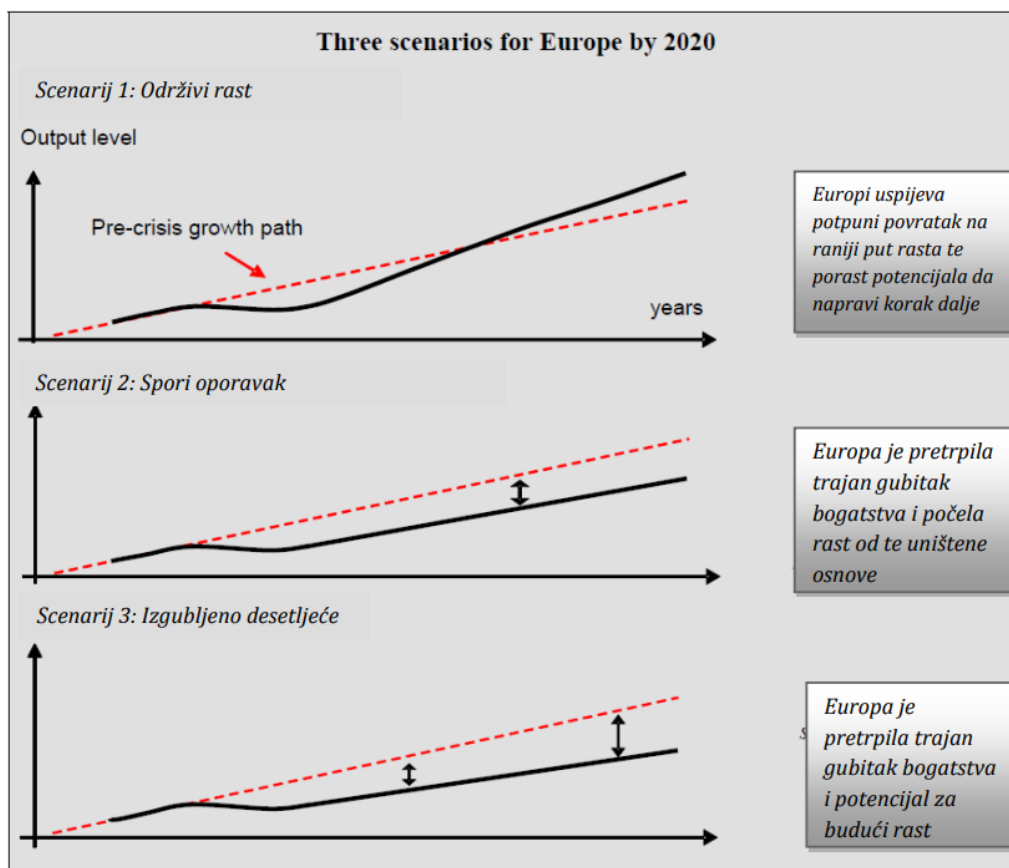 Three scenarios for Europe by 2020
Scenarij 1: Održivi rast
Output level
Pre-crisis growth path
years
Europi uspijeva
potpuni povratak na
raniji put rasta te
porast potencijala da
napravi korak dalje
Scenarij 2: Spori oporavak
Europa je pretrpila
trajan gubitak
bogatstva i počela
rast od te uništene
osnove
Scenarij 3: Izgubljeno desetljeće
Europa je
pretrpila trajan
gubitak bogatstva
i potencijal za
budući rast